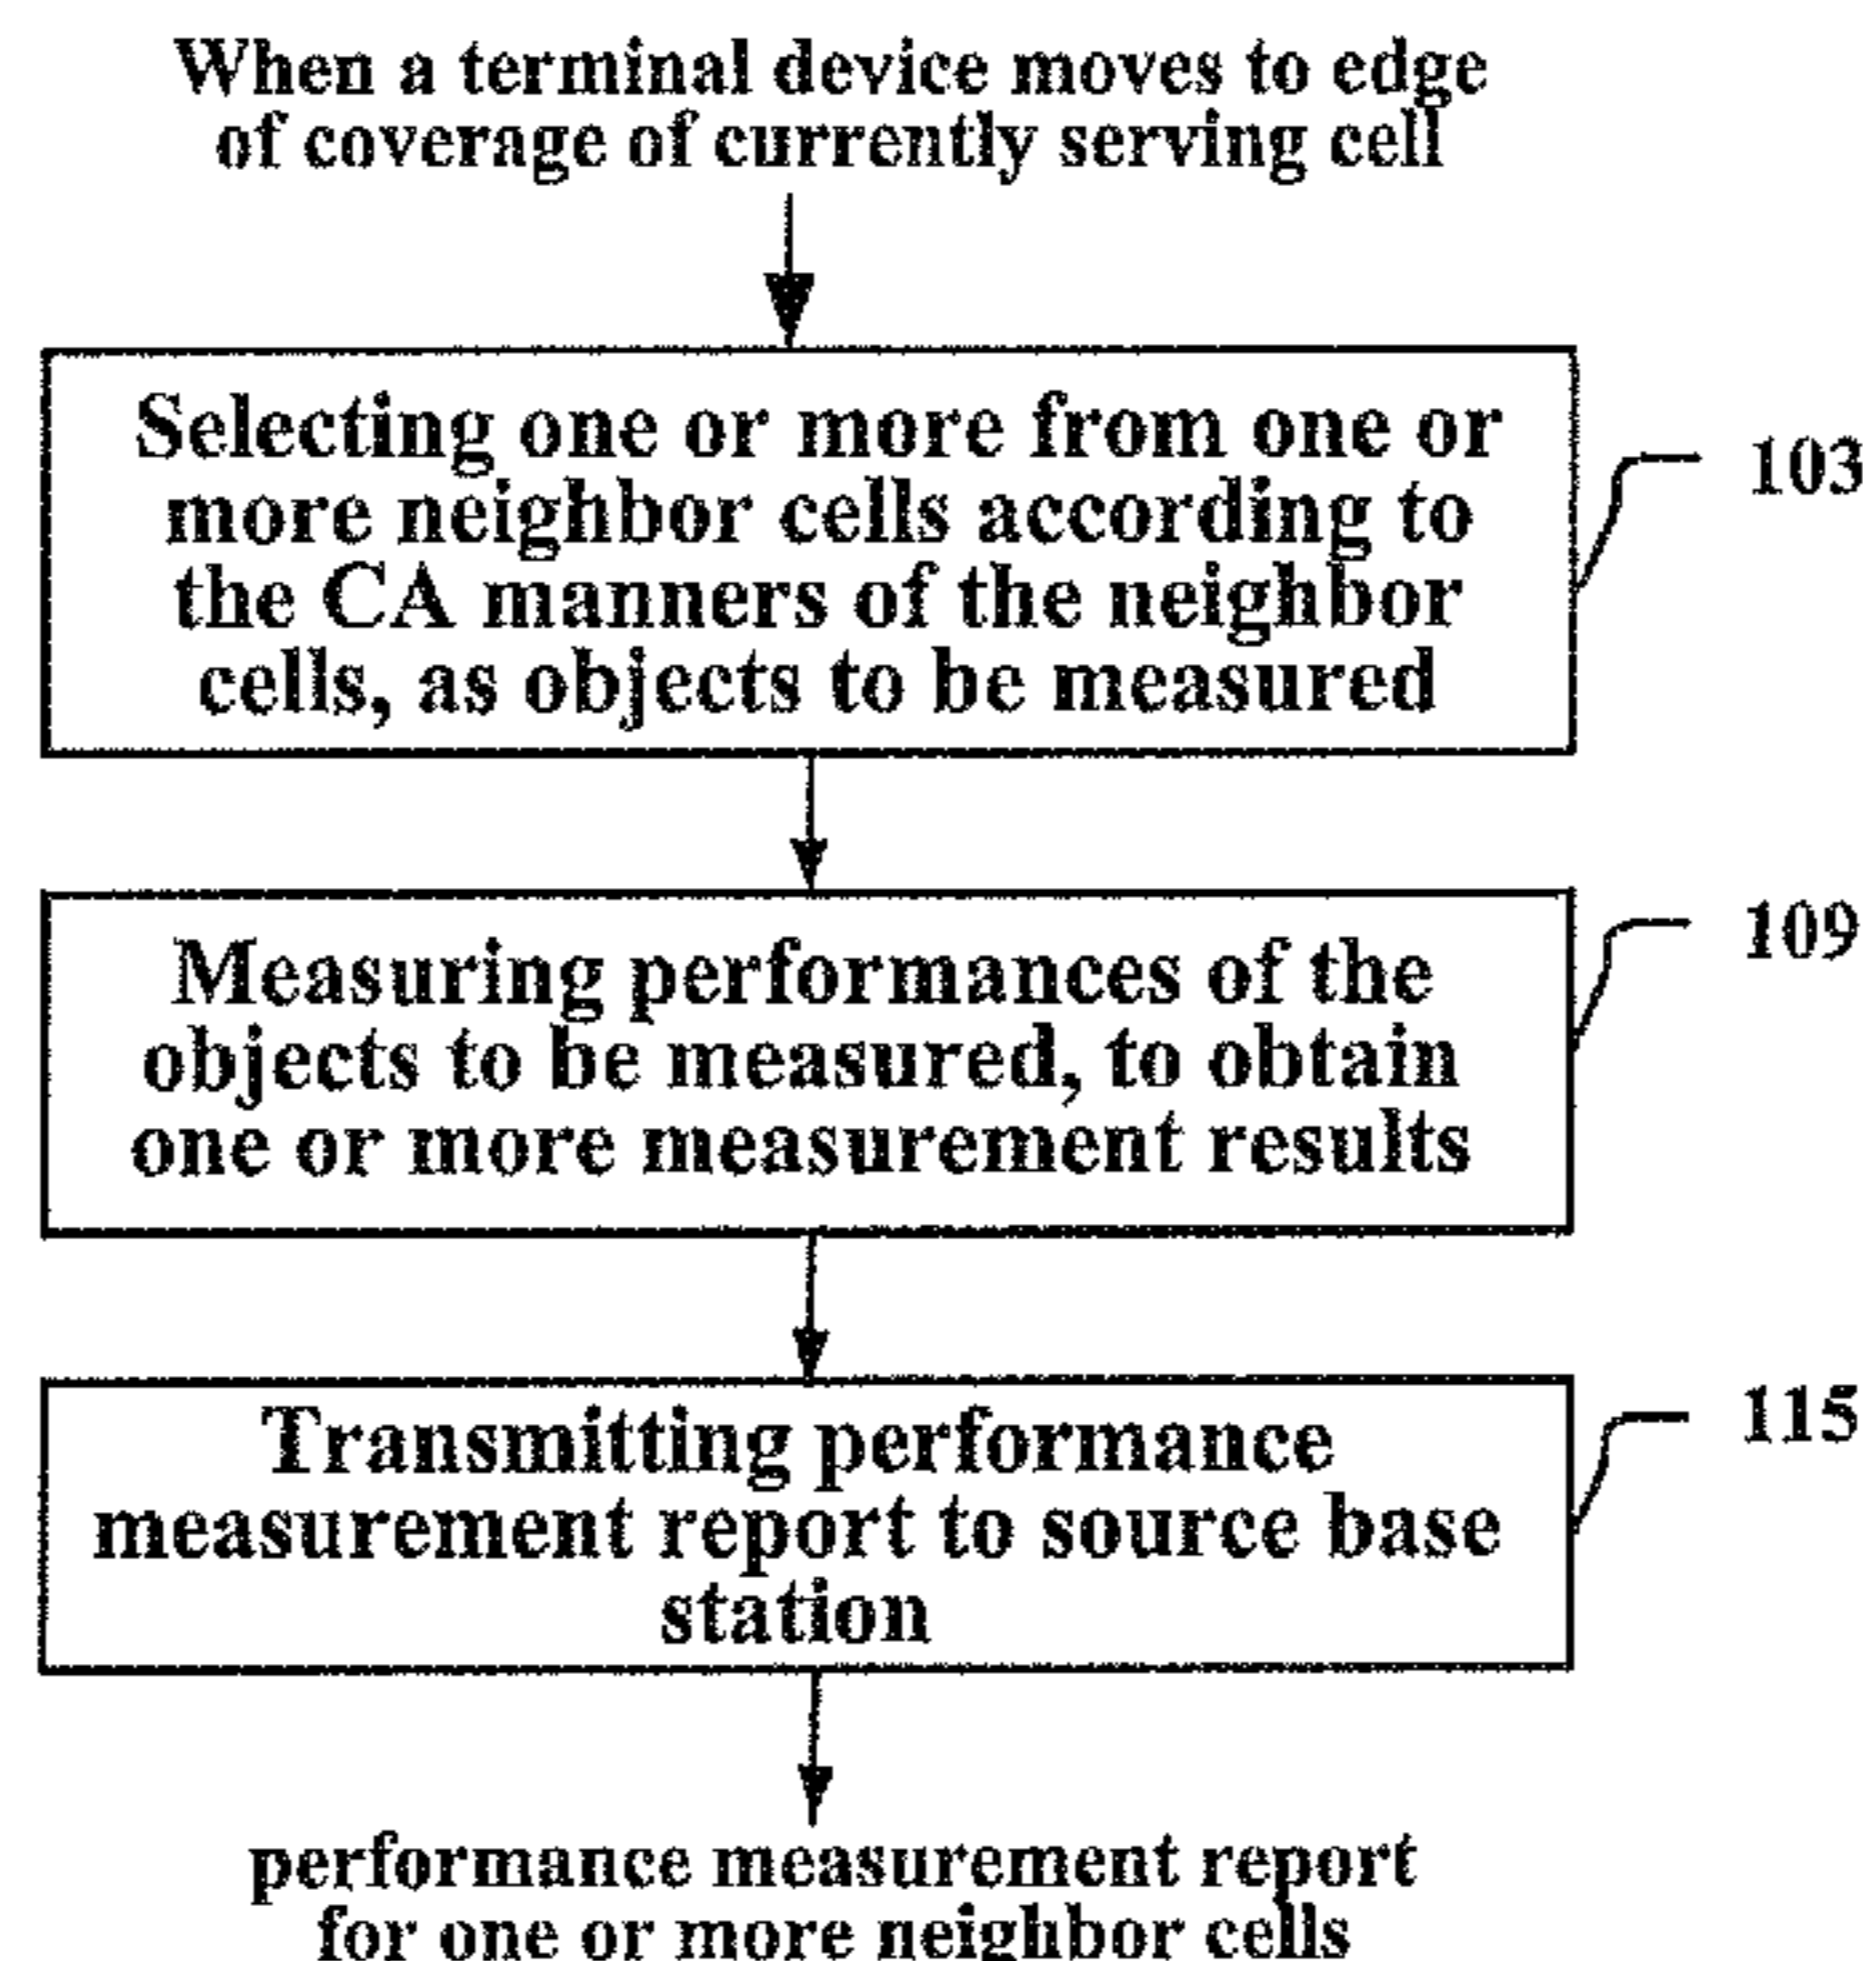 When a terminal device moves to edge
of coverage of currently serving cell
Selecting one or more from one or
more neighbor cells according to
the CA manners of the neighbor
cells, as objects to be measured
103
Measuring performances of the
objects to be measured, to obtain
one or more measurement results
109
Transmitting performance
measurement report to source base
station
115
performance measurement report
for one or more neighbor cells